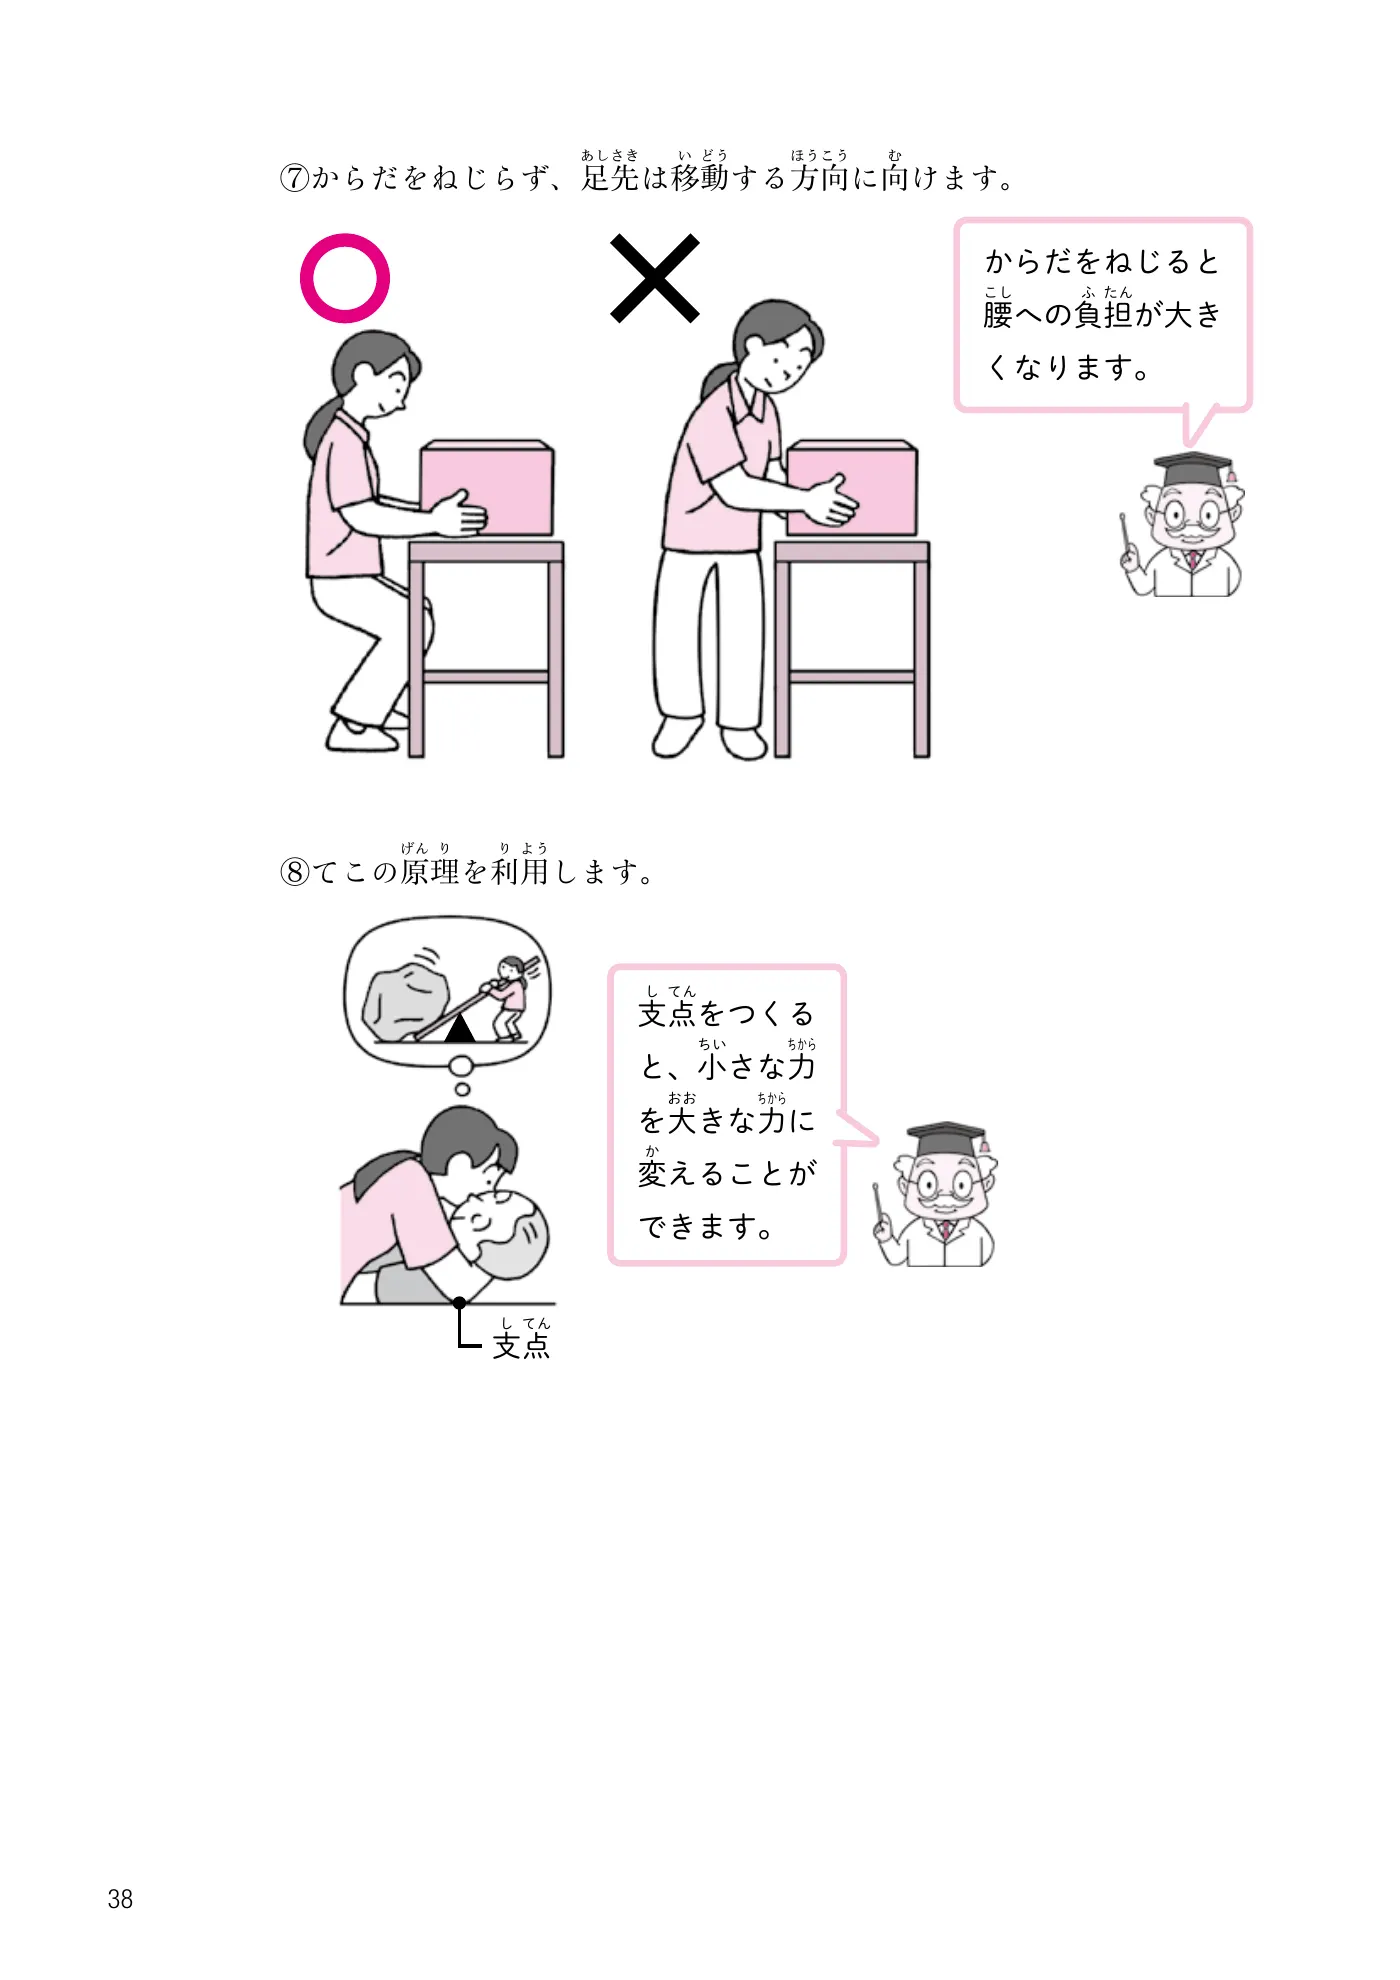 ⑦からだをねじらず、足先は移動する方向に向けます。
あしさき い どう ほうこう む
からだをねじると
腰への負担が大き
こし ふ たん
くなります。
⑧てこの原理を利用します。
げん り り よう
支点をつくる
し てん
と、小さな力
ちい ちから
を大きな力に
おお ちから
変えることが
か
できます。
支点
し てん
38